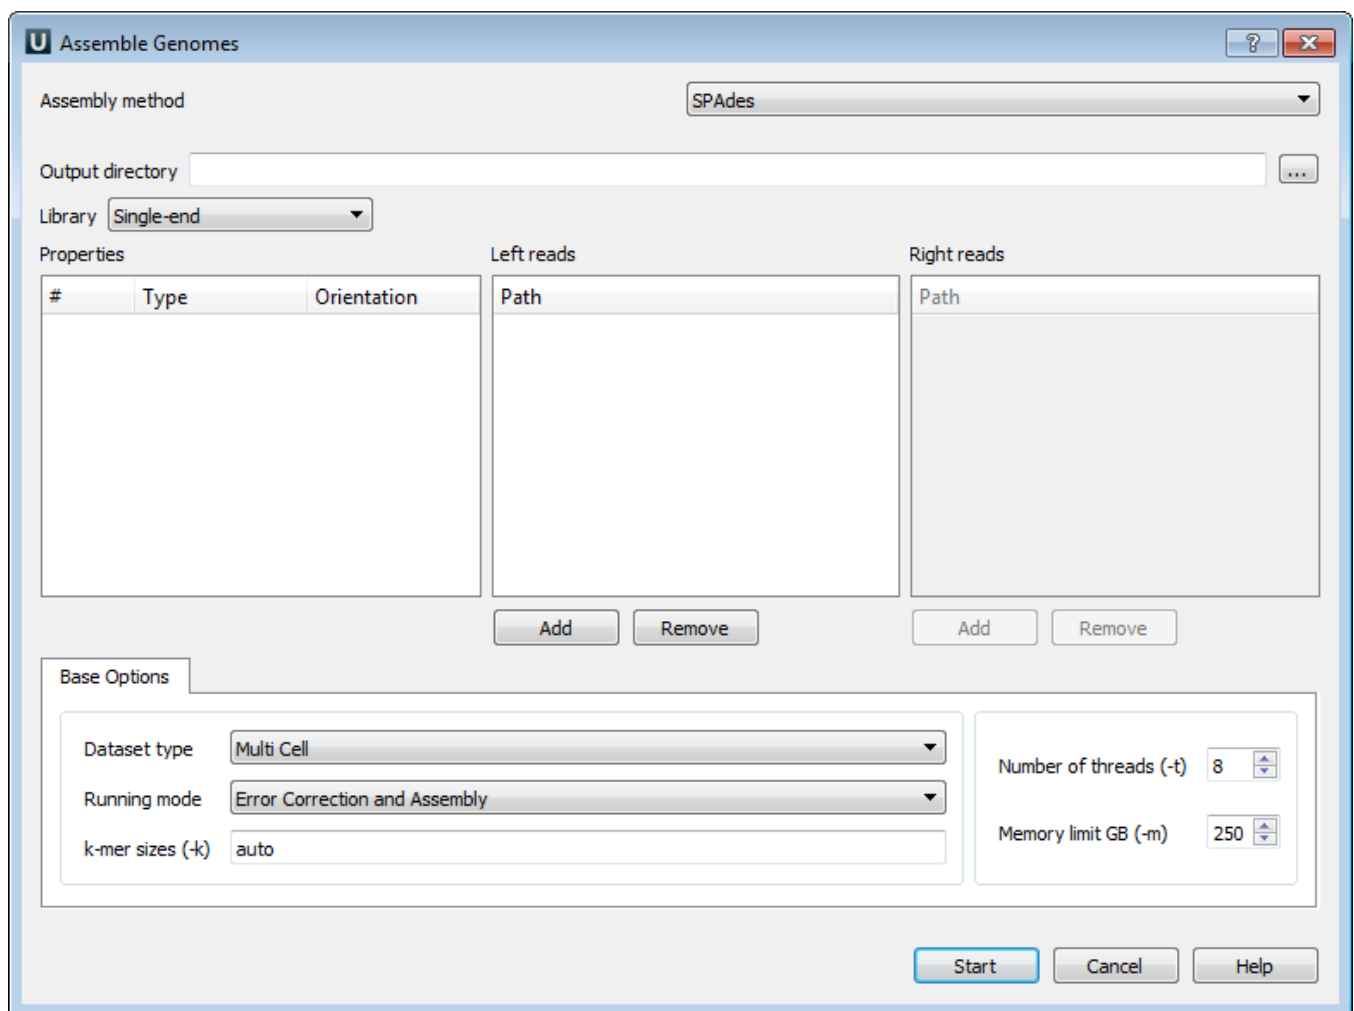 U Assemble Genomes ?
Assembly method SPAdes
Output directory ...
Library Single-end
Properties Left reads Right reads
# Type Orientation Path Path
Add Remove Add Remove
Base Options
Dataset type Multi Cell
Number of threads (-t) 8
Running mode Error Correction and Assembly
Memory limit GB (-m) 250
k-mer sizes (-k) auto
Start Cancel Help